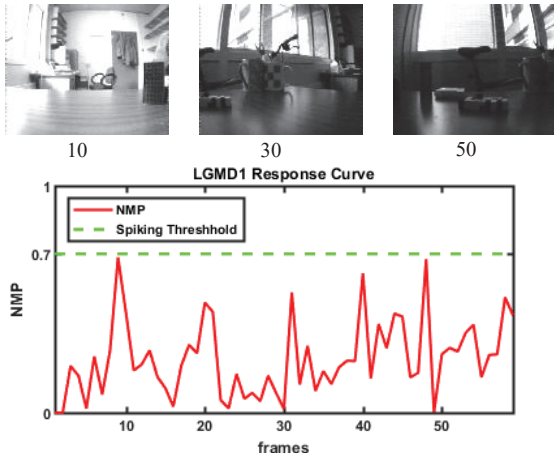 10 30 50
LGMD1 Response Curve
1
NMP
Spiking Threshhold
0.7
NMP
0
10 20 30 40 50
frames